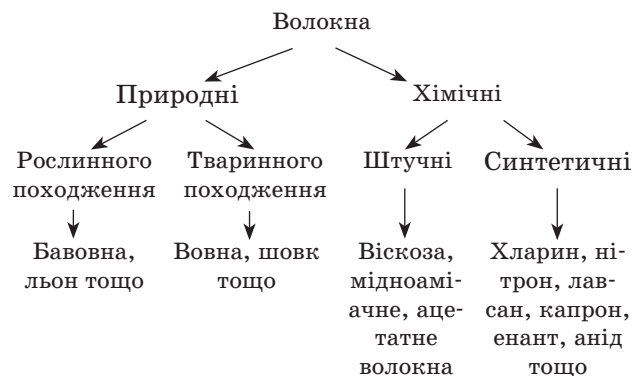 Волокна
Природні
Хімічні
Рослинного
походження
Тваринного
походження
Штучні
Синтетичні
Бавовна,
льон тощо
Вовна, шовк
тощо
Віскоза,
мідноамі-
ачне, аце-
татне
волокна
Хларин, ні-
трон, лав-
сан, капрон,
енант, анід
тощо